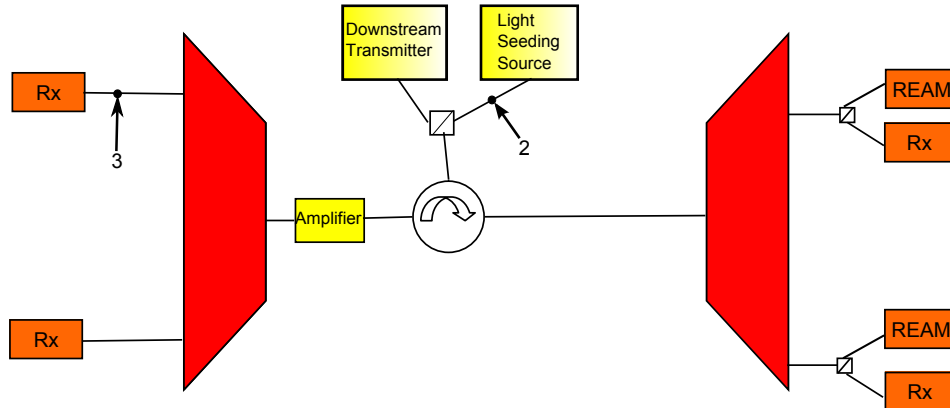 Downstream
Transmitter
Light
Seeding
Source
Rx
3
2
REAM
Rx
Amplifier
Rx
REAM
Rx